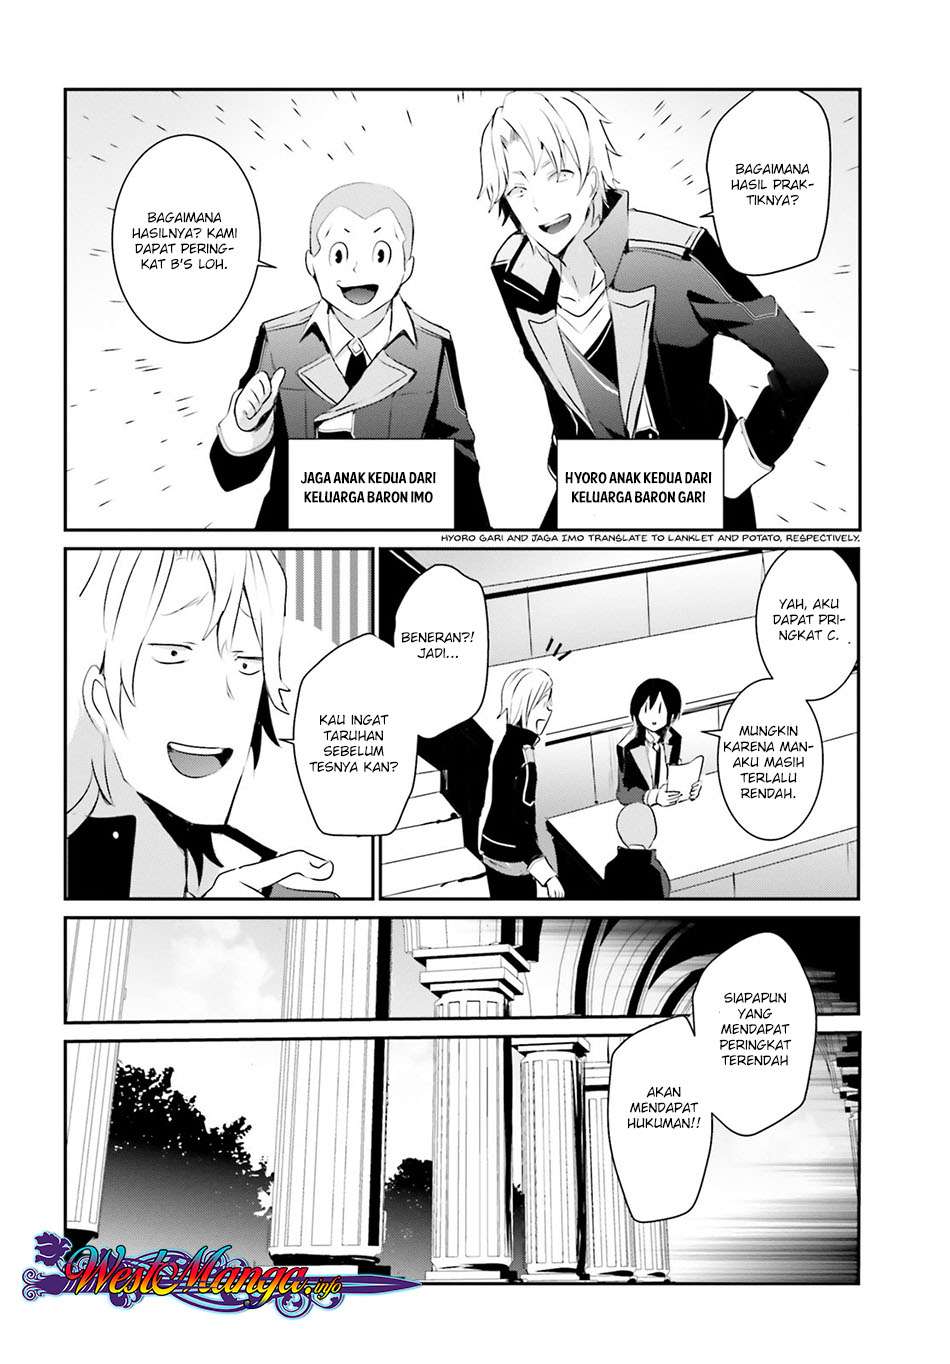 BAGAIMANA
HASIL PRAK-
TIKNYA?
BAGAIMANA
HASILNYA? KAMI
DAPAT PERING-
KAT B'S LOH.
HYORO ANAK KEDUA DARI
KELUARGA BARON GARI
JAGA ANAK KEDUA DARI
KELUARGA BARON IMO
HYORO GARI AND JAGA IMO TRANSLATE TO LANKLET AND POTATO, RESPECTIVELY.
YAH, AKU
DAPAT PRI-
NGKAT C.
MUNGKIN
KARENA MAN-
AKU MASIH
TERLALU
RENDAH.
BENERAN?!
JADI...
KAU INGAT
TARUHAN
SEBELUM
TESNYA KAN?
SIAPAPUN
YANG
MENDAPAT
PERINGKAT
TERENDAH
AKAN
MENDAPAT
HUKUMAN!!
WestManga.info